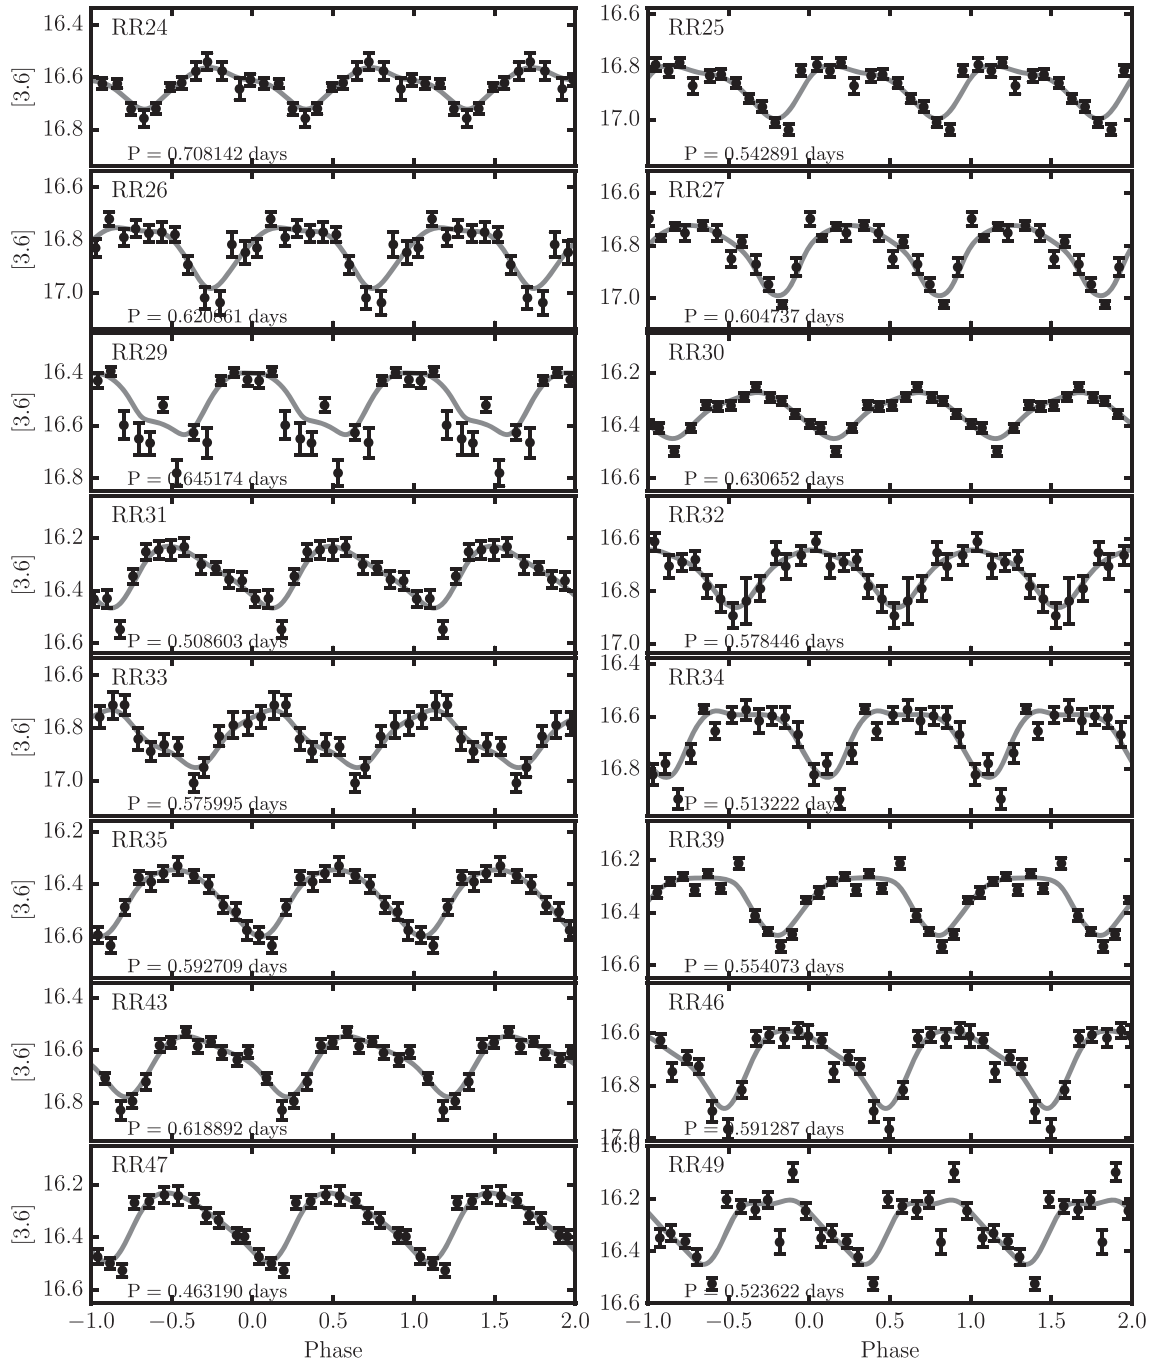 RR24
16.4
16.6
16.8
[3.6]
P = 0.708142 days
RR25
16.6
16.8
17.0
P = 0.542891 days
RR26
16.6
16.8
17.0
[3.6]
P = 0.620861 days
RR27
16.6
16.8
17.0
P = 0.604737 days
RR29
16.4
16.6
16.8
[3.6]
P = 0.645174 days
RR30
16.2
16.4
16.6
P = 0.630652 days
RR31
16.2
16.4
16.6
[3.6]
P = 0.508603 days
RR32
16.6
16.8
17.0
P = 0.578446 days
RR33
16.6
16.8
17.0
[3.6]
P = 0.575995 days
RR34
16.4
16.6
16.8
P = 0.513222 days
RR35
16.2
16.4
16.6
[3.6]
P = 0.592709 days
RR39
16.2
16.4
16.6
P = 0.554073 days
RR43
16.4
16.6
16.8
[3.6]
P = 0.618892 days
RR46
16.6
16.8
17.0
P = 0.591287 days
RR47
16.2
16.4
16.6
[3.6]
P = 0.463190 days
RR49
16.0
16.2
16.4
16.6
P = 0.523622 days
−1.0 −0.5 0.0 0.5 1.0 1.5 2.0
Phase
−1.0 −0.5 0.0 0.5 1.0 1.5 2.0
Phase